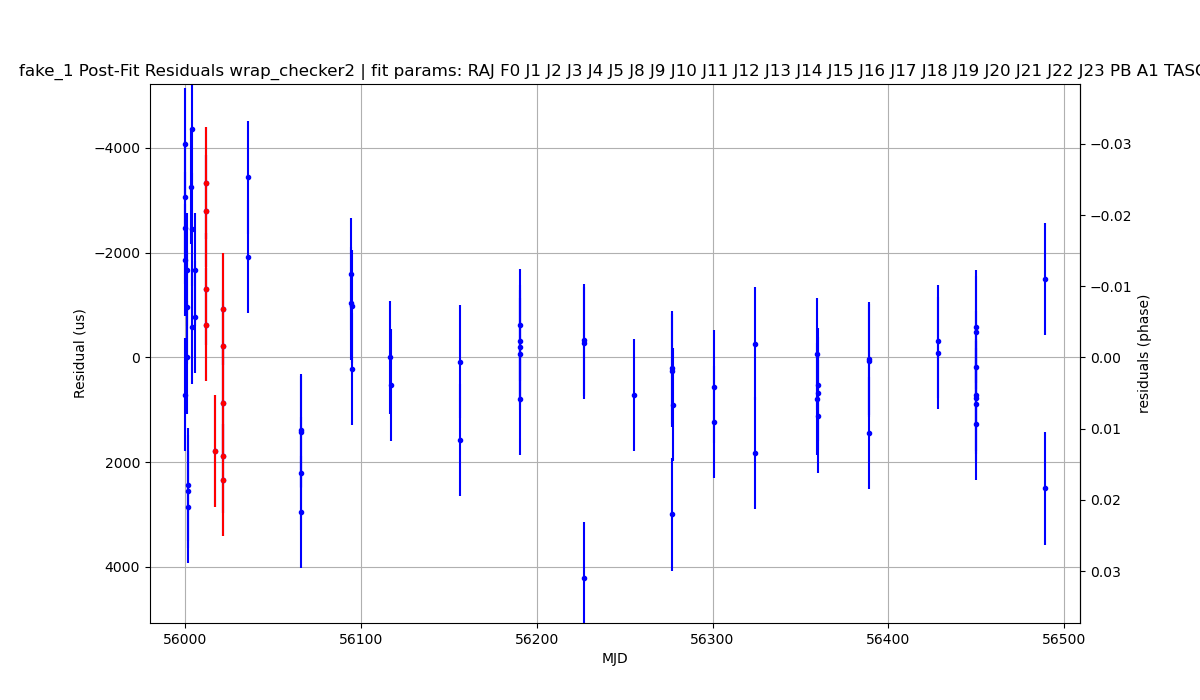 fake_1 Post-Fit Residuals wrap_checker2 | fit params: RAJ F0 J1 J2 J3 J4 J5 J8 J9 J10 J11 J12 J13 J14 J15 J16 J17 J18 J19 J20 J21 J22 J23 PB A1
−4000
−2000
0
2000
4000
Residual (us)
−0.03
−0.02
−0.01
0.00
0.01
0.02
0.03
residuals (phase)
56000 56100 56200 56300 56400 56500
MJD